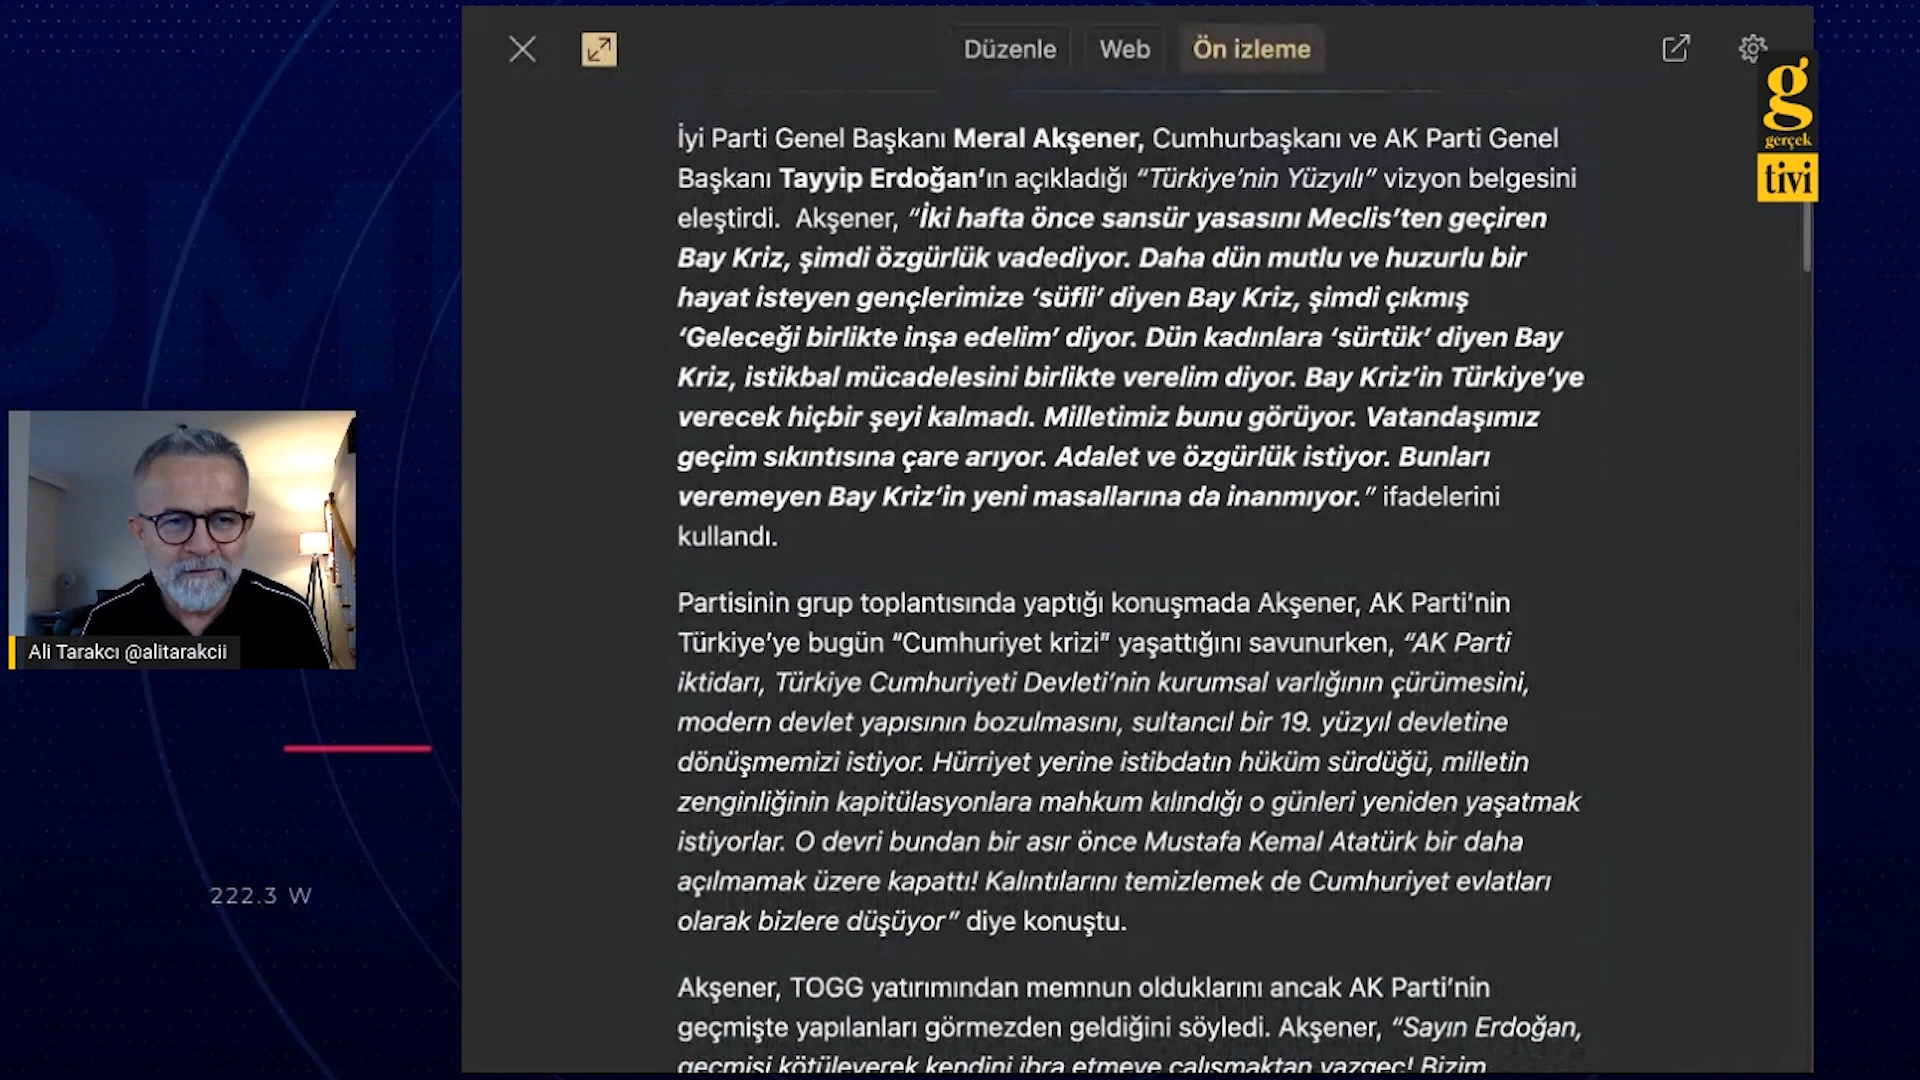 Düzenle Web Ön izleme
g
gerçek
tivi
İyi Parti Genel Başkanı Meral Akşener, Cumhurbaşkanı ve AK Parti Genel
Başkanı Tayyip Erdoğan’ın açıkladığı “Türkiye’nin Yüzyılı” vizyon belgesini
eleştirdi. Akşener, “İki hafta önce sansür yasasını Meclis’ten geçiren
Bay Kriz, şimdi özgürlük vadediyor. Daha dün mutlu ve huzurlu bir
hayat isteyen gençlerimize ‘süfli’ diyen Bay Kriz, şimdi çıkmış
‘Geleceği birlikte inşa edelim’ diyor. Dün kadınlara ‘sürtük’ diyen Bay
Kriz, istikbal mücadelesini birlikte verelim diyor. Bay Kriz’in Türkiye’ye
verecek hiçbir şeyi kalmadı. Milletimiz bunu görüyor. Vatandaşımız
geçim sıkıntısına çare arıyor. Adalet ve özgürlük istiyor. Bunları
veremeyen Bay Kriz’in yeni masallarına da inanmıyor.” ifadelerini
kullandı.
Partisinin grup toplantısında yaptığı konuşmada Akşener, AK Parti’nin
Türkiye’ye bugün “Cumhuriyet krizi” yaşattığını savunurken, “AK Parti
iktidarı, Türkiye Cumhuriyeti Devleti’nin kurumsal varlığının çürümesini,
modern devlet yapısının bozulmasını, sultancıl bir 19. yüzyıl devletine
dönüşmemizi istiyor. Hürriyet yerine istibdatın hüküm sürdüğü, milletin
zenginliğinin kapitülasyonlara mahkum kılındığı o günleri yeniden yaşatmak
istiyorlar. O devri bundan bir asır önce Mustafa Kemal Atatürk bir daha
açılmamak üzere kapattı! Kalıntılarını temizlemek de Cumhuriyet evlatları
olarak bizlere düşüyor” diye konuştu.
Akşener, TOGG yatırımından memnun olduklarını ancak AK Parti’nin
geçmişte yapılanları görmezden geldiğini söyledi. Akşener, “Sayın Erdoğan,
geçmişi kötüleyerek kendini ibra etmeye çalışmaktan vazgeç! Bizim
Ali Tarakcı @alitarakcii
222.3 W